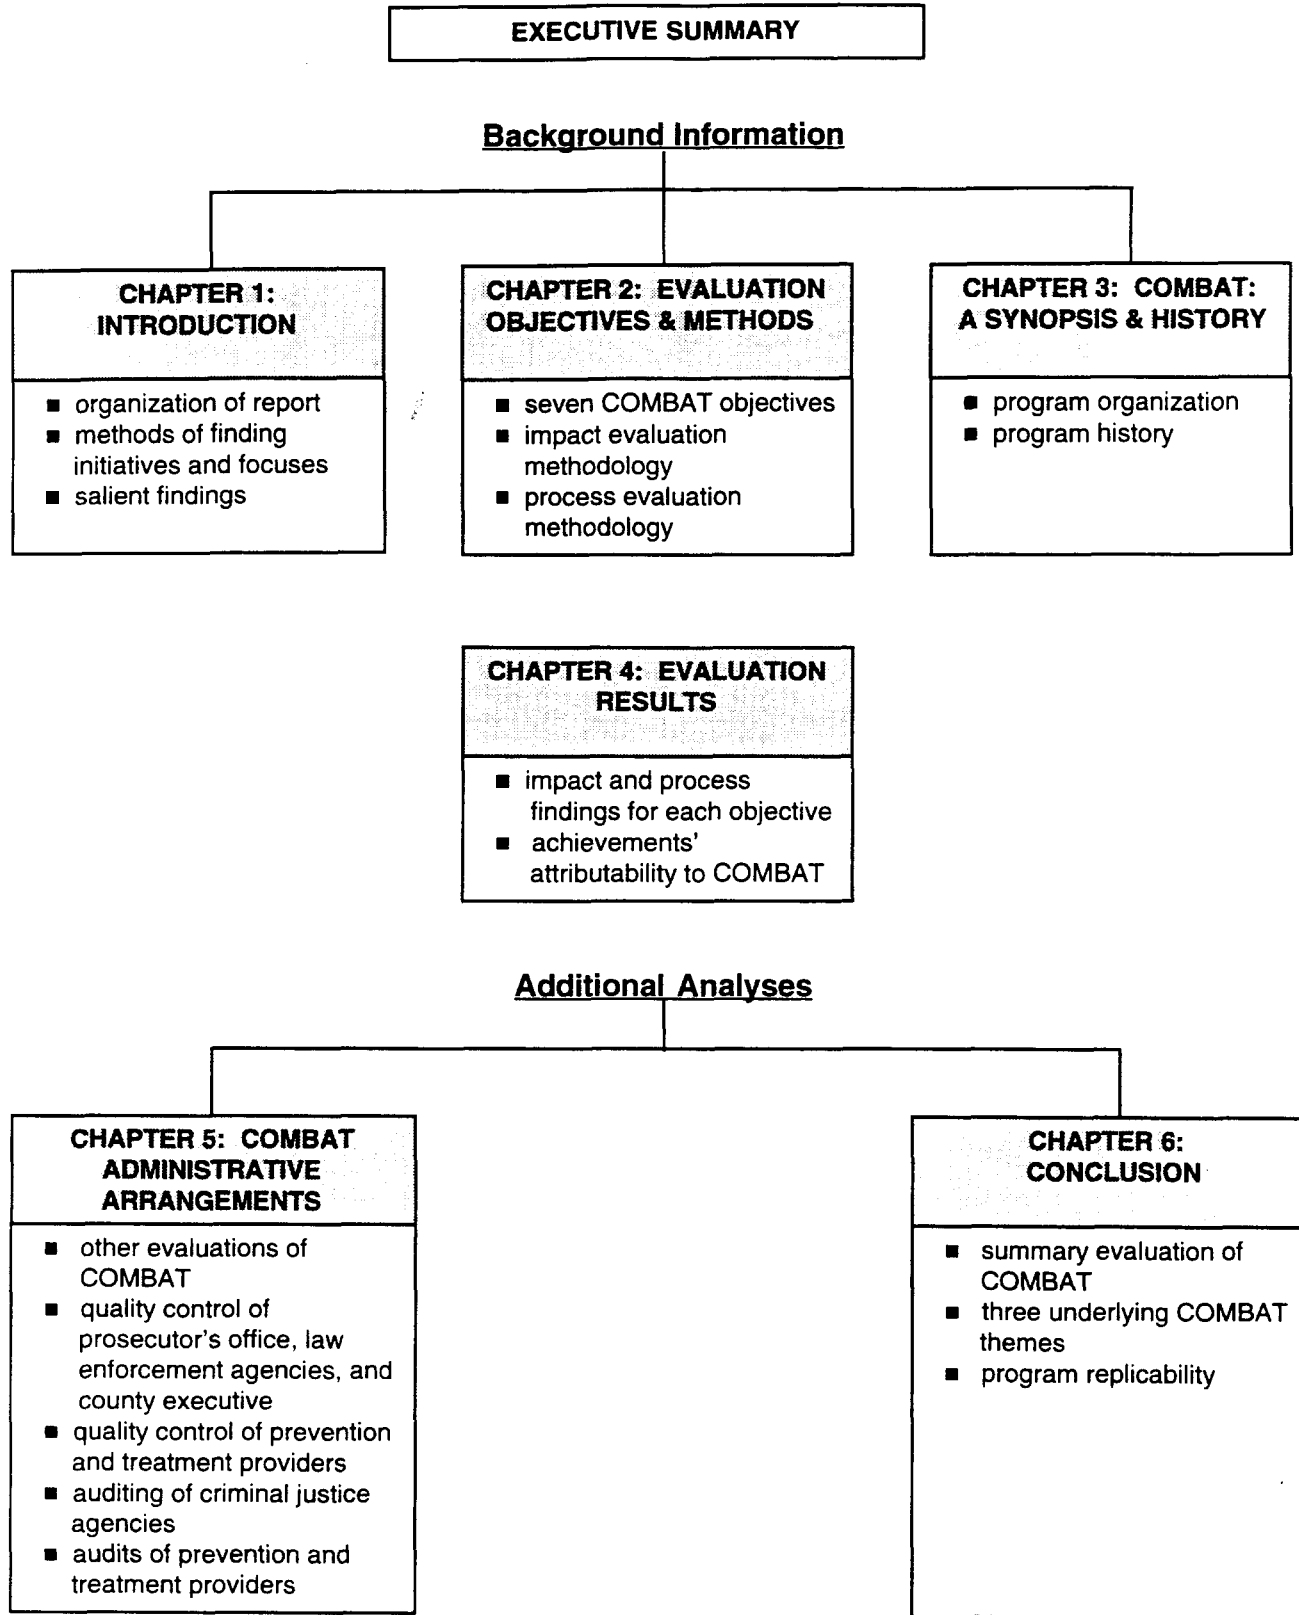 EXECUTIVE SUMMARY
Background Information
CHAPTER 1:
INTRODUCTION
■ organization of report
■ methods of finding
initiatives and focuses
■ salient findings
CHAPTER 2: EVALUATION
OBJECTIVES & METHODS
■ seven COMBAT objectives
■ impact evaluation
methodology
■ process evaluation
methodology
CHAPTER 3: COMBAT:
A SYNOPSIS & HISTORY
■ program organization
■ program history
CHAPTER 4: EVALUATION
RESULTS
■ impact and process
findings for each objective
■ achievements'
attributability to COMBAT
Additional Analyses
CHAPTER 5: COMBAT
ADMINISTRATIVE
ARRANGEMENTS
■ other evaluations of
COMBAT
■ quality control of
prosecutor's office, law
enforcement agencies, and
county executive
■ quality control of prevention
and treatment providers
■ auditing of criminal justice
agencies
■ audits of prevention and
treatment providers
CHAPTER 6:
CONCLUSION
■ summary evaluation of
COMBAT
■ three underlying COMBAT
themes
■ program replicability